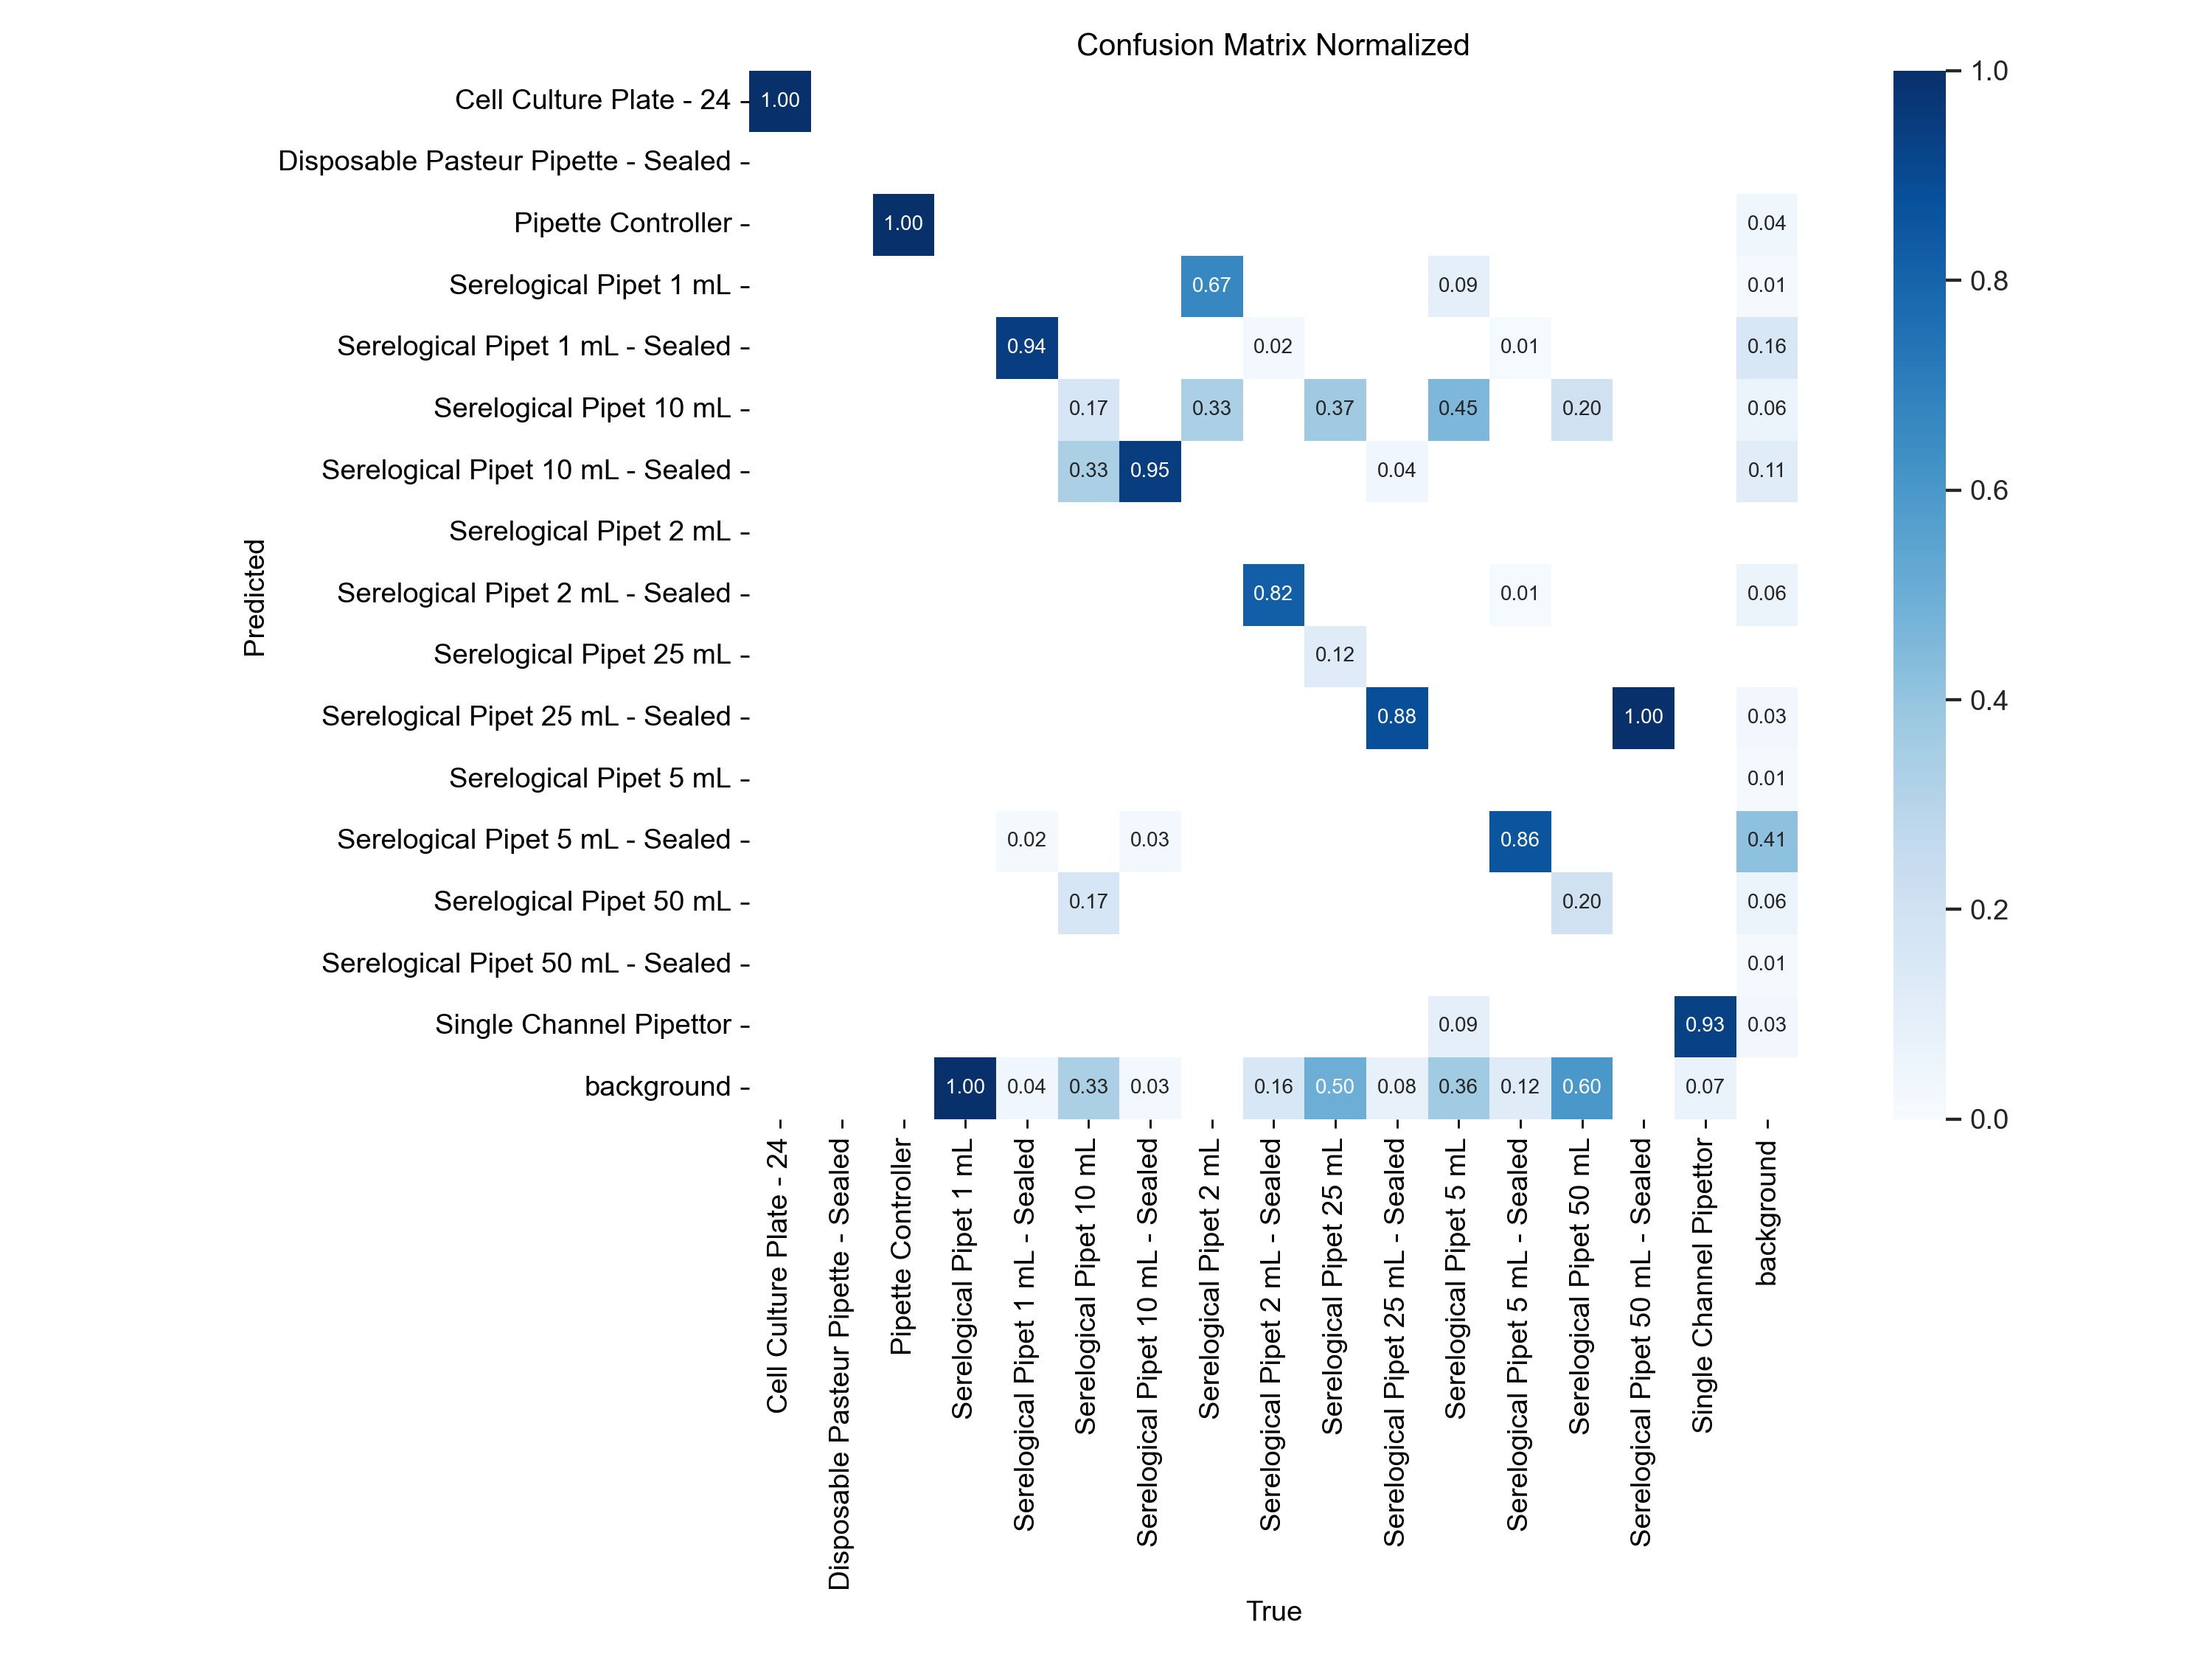 Confusion Matrix Normalized
Cell Culture Plate - 24
1.00
Disposable Pasteur Pipette - Sealed
Pipette Controller
1.00 0.04
Serelogical Pipet 1 mL
0.67 0.09 0.01
Serelogical Pipet 1 mL - Sealed
0.94 0.02 0.01 0.16
Serelogical Pipet 10 mL
0.17 0.33 0.37 0.45 0.20 0.06
Serelogical Pipet 10 mL - Sealed
0.33 0.95 0.04 0.11
Serelogical Pipet 2 mL
Serelogical Pipet 2 mL - Sealed
0.82 0.01 0.06
Serelogical Pipet 25 mL
0.12
Serelogical Pipet 25 mL - Sealed
0.88 1.00 0.03
Serelogical Pipet 5 mL
0.01
Serelogical Pipet 5 mL - Sealed
0.02 0.03 0.86 0.41
Serelogical Pipet 50 mL
0.17 0.20 0.06
Serelogical Pipet 50 mL - Sealed
0.01
Single Channel Pipettor
0.09 0.93 0.03
background
1.00 0.04 0.33 0.03 0.16 0.50 0.08 0.36 0.12 0.60 0.07
Predicted
Cell Culture Plate - 24
Disposable Pasteur Pipette - Sealed
Pipette Controller
Serelogical Pipet 1 mL
Serelogical Pipet 1 mL - Sealed
Serelogical Pipet 10 mL
Serelogical Pipet 10 mL - Sealed
Serelogical Pipet 2 mL
Serelogical Pipet 2 mL - Sealed
Serelogical Pipet 25 mL
Serelogical Pipet 25 mL - Sealed
Serelogical Pipet 5 mL
Serelogical Pipet 5 mL - Sealed
Serelogical Pipet 50 mL
Serelogical Pipet 50 mL - Sealed
Single Channel Pipettor
background
True
1.0
0.8
0.6
0.4
0.2
0.0